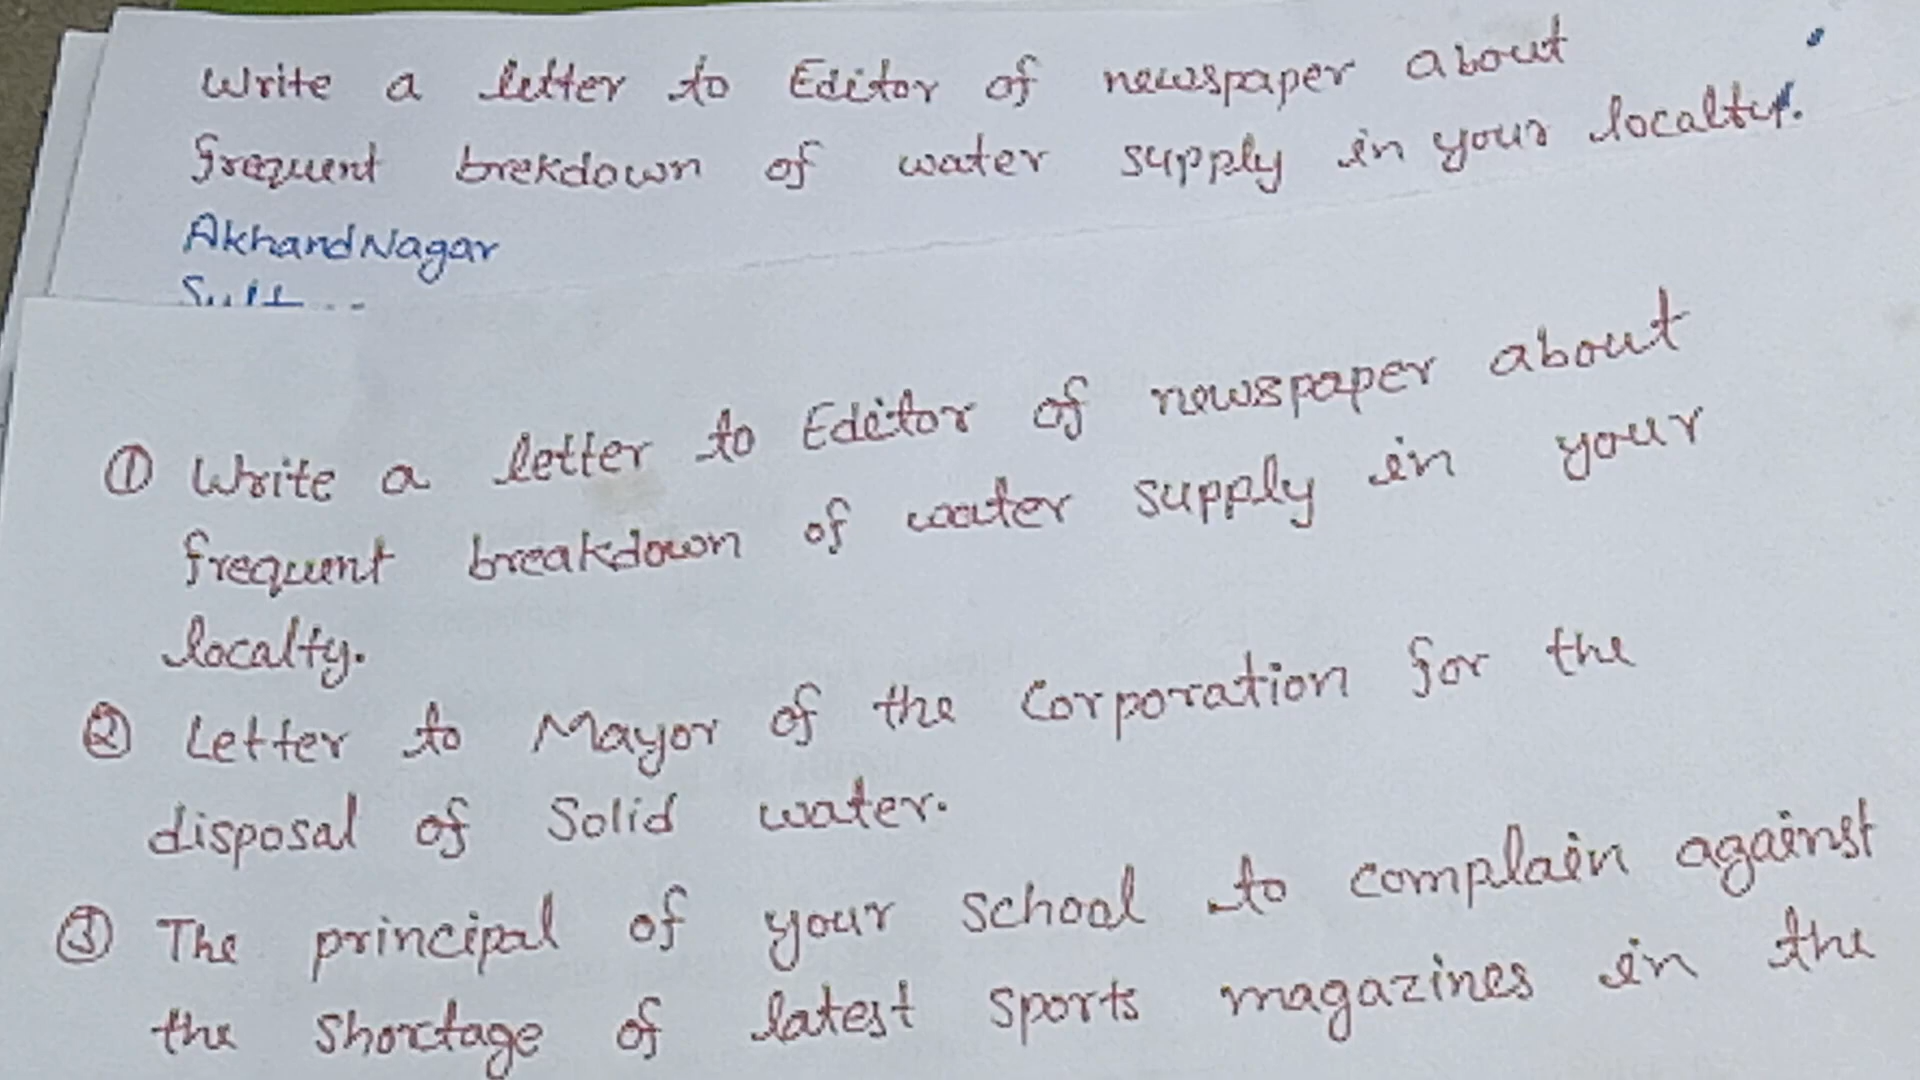 Write a letter to Editor of newspaper about
frequent brekdown of water supply in your localty.
Akhand Nagar
① Write a letter to Editor of newspaper about
frequent breakdown of water supply in your
localty.
② Letter to Mayor of the Corporation for the
disposal of Solid water.
③ The principal of your school to complain against
the shortage of latest sports magazines in the